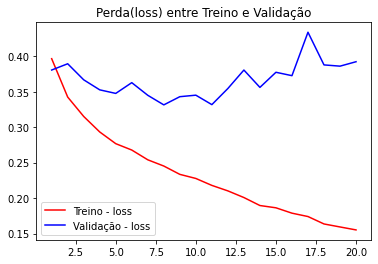 Perda(loss) entre Treino e Validação
0.40
0.35
0.30
0.25
0.20
0.15
Treino - loss
Validação - loss
2.5 5.0 7.5 10.0 12.5 15.0 17.5 20.0